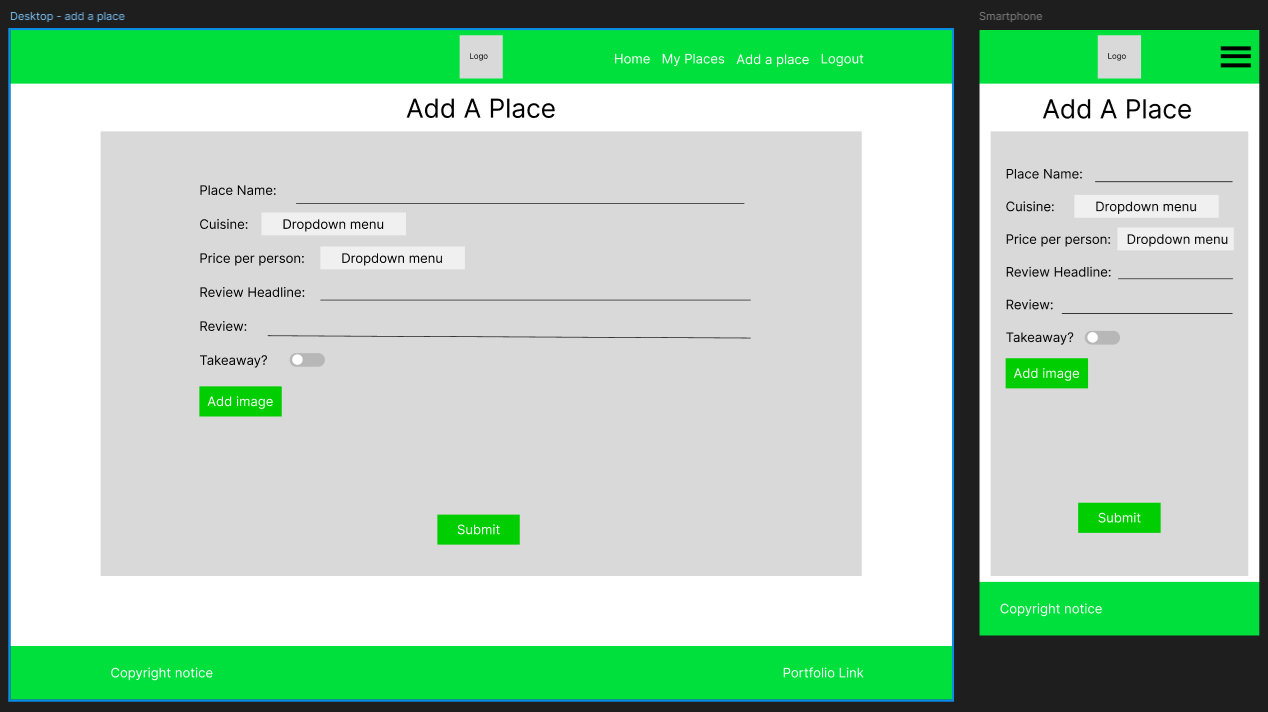 Desktop - add a place
Logo
Home My Places Add a place Logout
Add A Place
Place Name:
Cuisine: Dropdown menu
Price per person: Dropdown menu
Review Headline:
Review:
Takeaway?
Add image
Submit
Copyright notice Portfolio Link
Smartphone
Logo
Add A Place
Place Name:
Cuisine: Dropdown menu
Price per person: Dropdown menu
Review Headline:
Review:
Takeaway?
Add image
Submit
Copyright notice